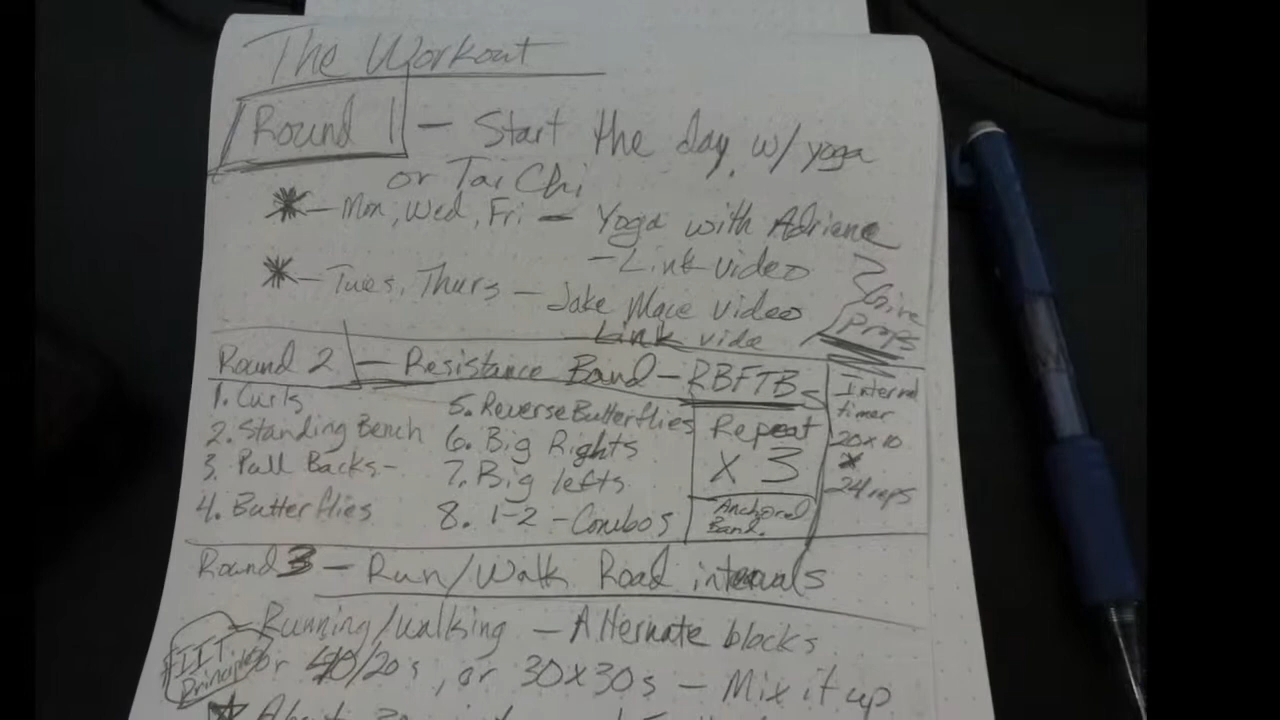 The Workout
Round 1 — Start the day w/ yoga
or Tai Chi
— Mon, Wed, Fri — Yoga with Adriene
– Link video
— Tues, Thurs — Jake Mace video
Link vide
Give
Props
Round 2 — Resistance Band — RBFTB
1. Curls
2. Standing Bench
3. Pull Backs –
4. Butterflies
5. Reverse Butterflies
6. Big Rights
7. Big lefts
8. 1-2 – Combos
Repeat
X 3
Anchored
Band.
– Interval
timer
20x10
x
24 reps
Round 3 — Run/Walk Road intervals
– Running/walking — Alternate blocks
or /20s, or 30x30s — Mix it up
Principles
About